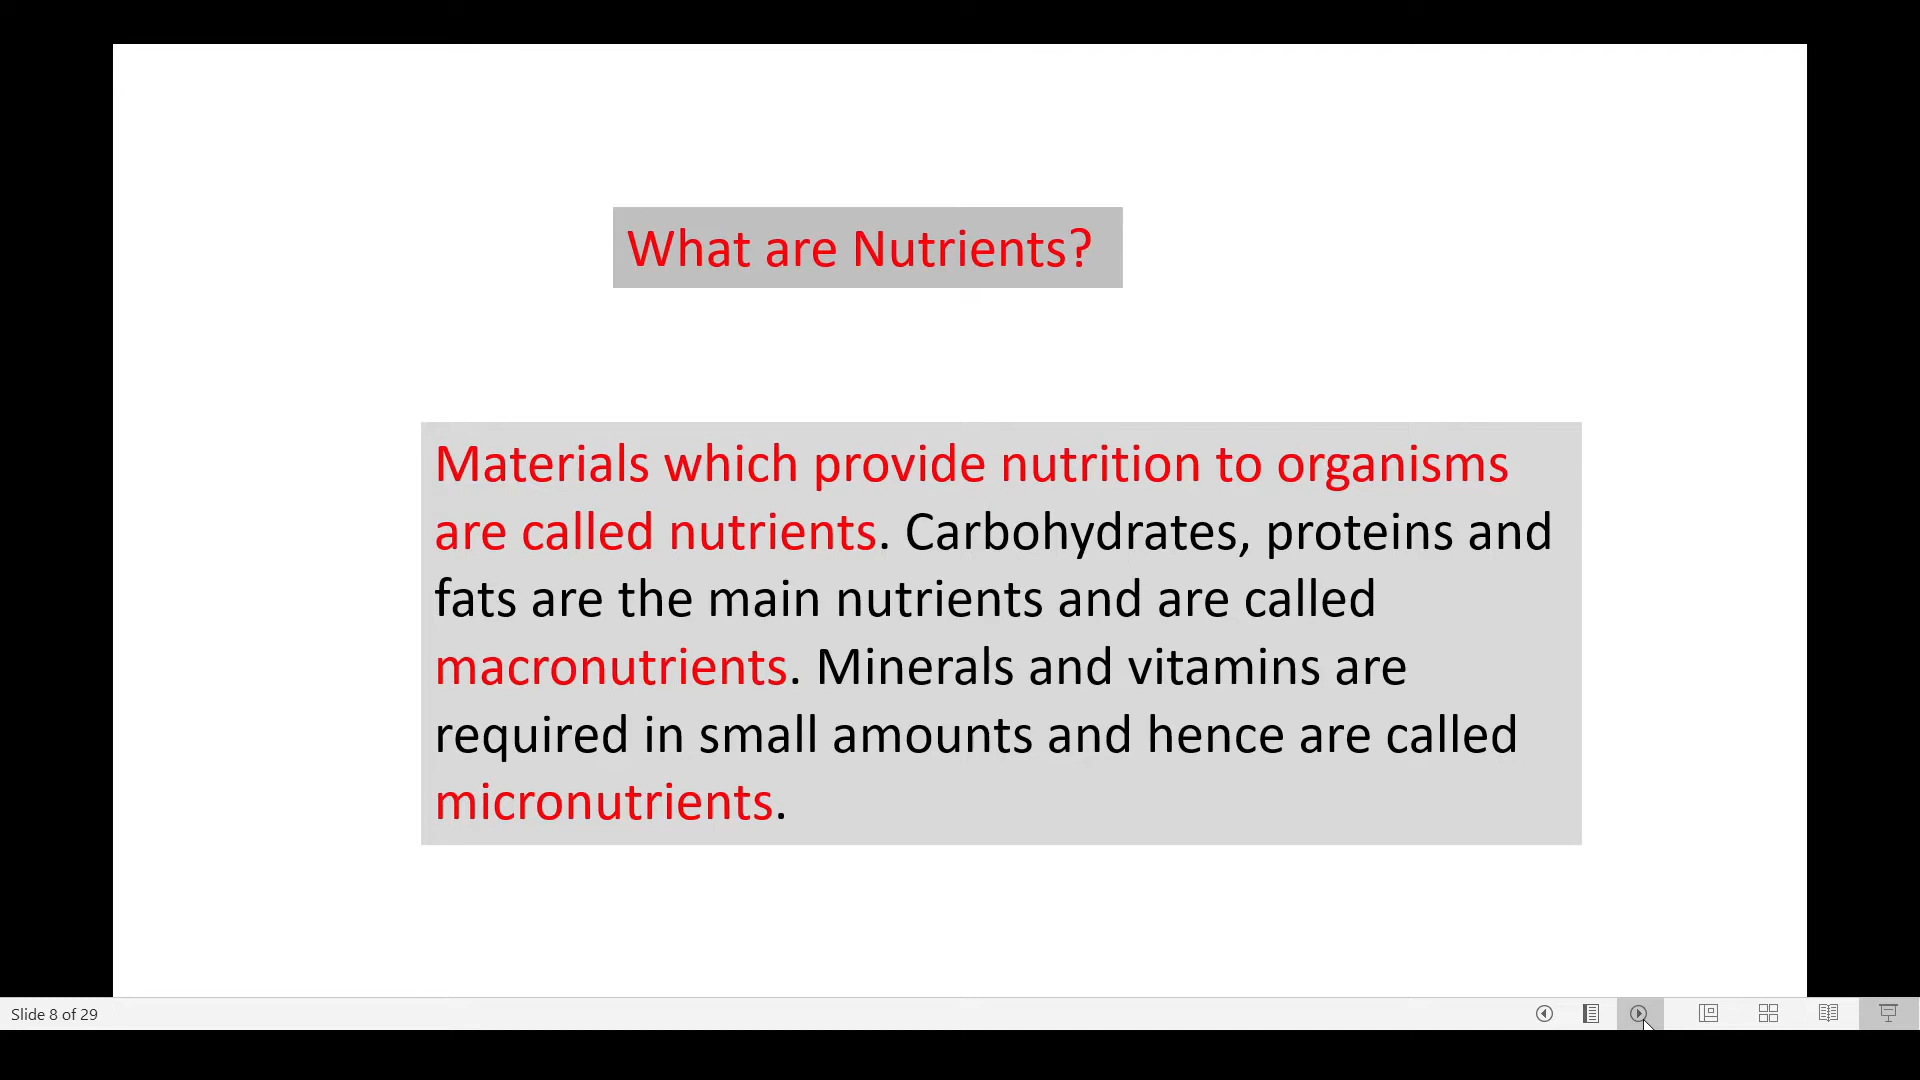 What are Nutrients?
Materials which provide nutrition to organisms
are called nutrients. Carbohydrates, proteins and
fats are the main nutrients and are called
macronutrients. Minerals and vitamins are
required in small amounts and hence are called
micronutrients.
Slide 8 of 29